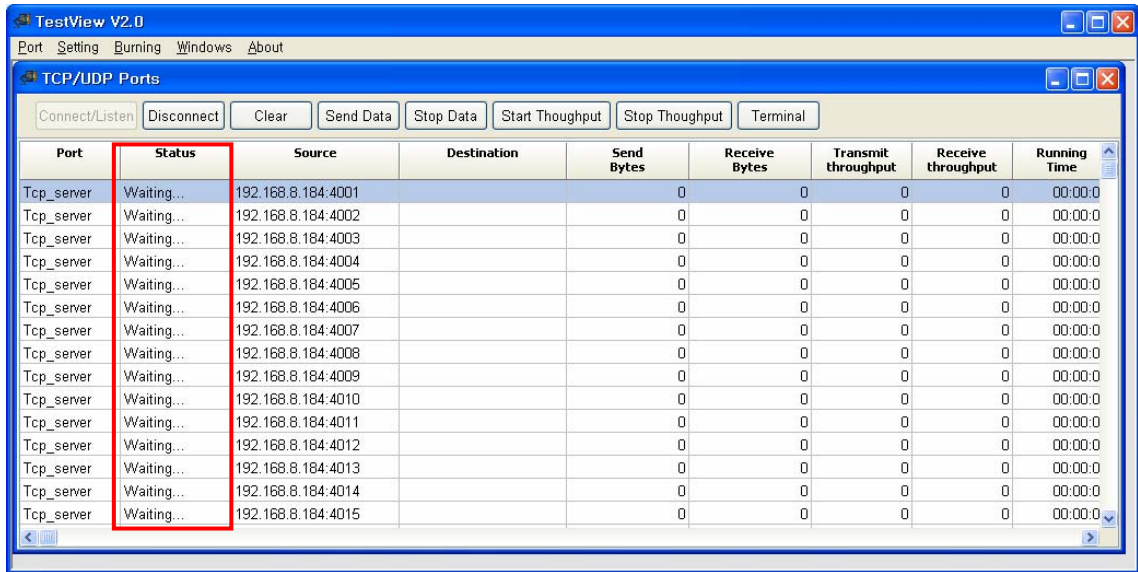 TestView V2.0
Port Setting Burning Windows About
TCP/UDP Ports
Connect/Listen Disconnect Clear Send Data Stop Data Start Thoughput Stop Thoughput Terminal
Port Status Source Destination Send Bytes Receive Bytes Transmit throughput Receive throughput Running Time
Tcp_server Waiting... 192.168.8.184:4001 0 0 0 0 00:00:0
Tcp_server Waiting... 192.168.8.184:4002 0 0 0 0 00:00:0
Tcp_server Waiting... 192.168.8.184:4003 0 0 0 0 00:00:0
Tcp_server Waiting... 192.168.8.184:4004 0 0 0 0 00:00:0
Tcp_server Waiting... 192.168.8.184:4005 0 0 0 0 00:00:0
Tcp_server Waiting... 192.168.8.184:4006 0 0 0 0 00:00:0
Tcp_server Waiting... 192.168.8.184:4007 0 0 0 0 00:00:0
Tcp_server Waiting... 192.168.8.184:4008 0 0 0 0 00:00:0
Tcp_server Waiting... 192.168.8.184:4009 0 0 0 0 00:00:0
Tcp_server Waiting... 192.168.8.184:4010 0 0 0 0 00:00:0
Tcp_server Waiting... 192.168.8.184:4011 0 0 0 0 00:00:0
Tcp_server Waiting... 192.168.8.184:4012 0 0 0 0 00:00:0
Tcp_server Waiting... 192.168.8.184:4013 0 0 0 0 00:00:0
Tcp_server Waiting... 192.168.8.184:4014 0 0 0 0 00:00:0
Tcp_server Waiting... 192.168.8.184:4015 0 0 0 0 00:00:0